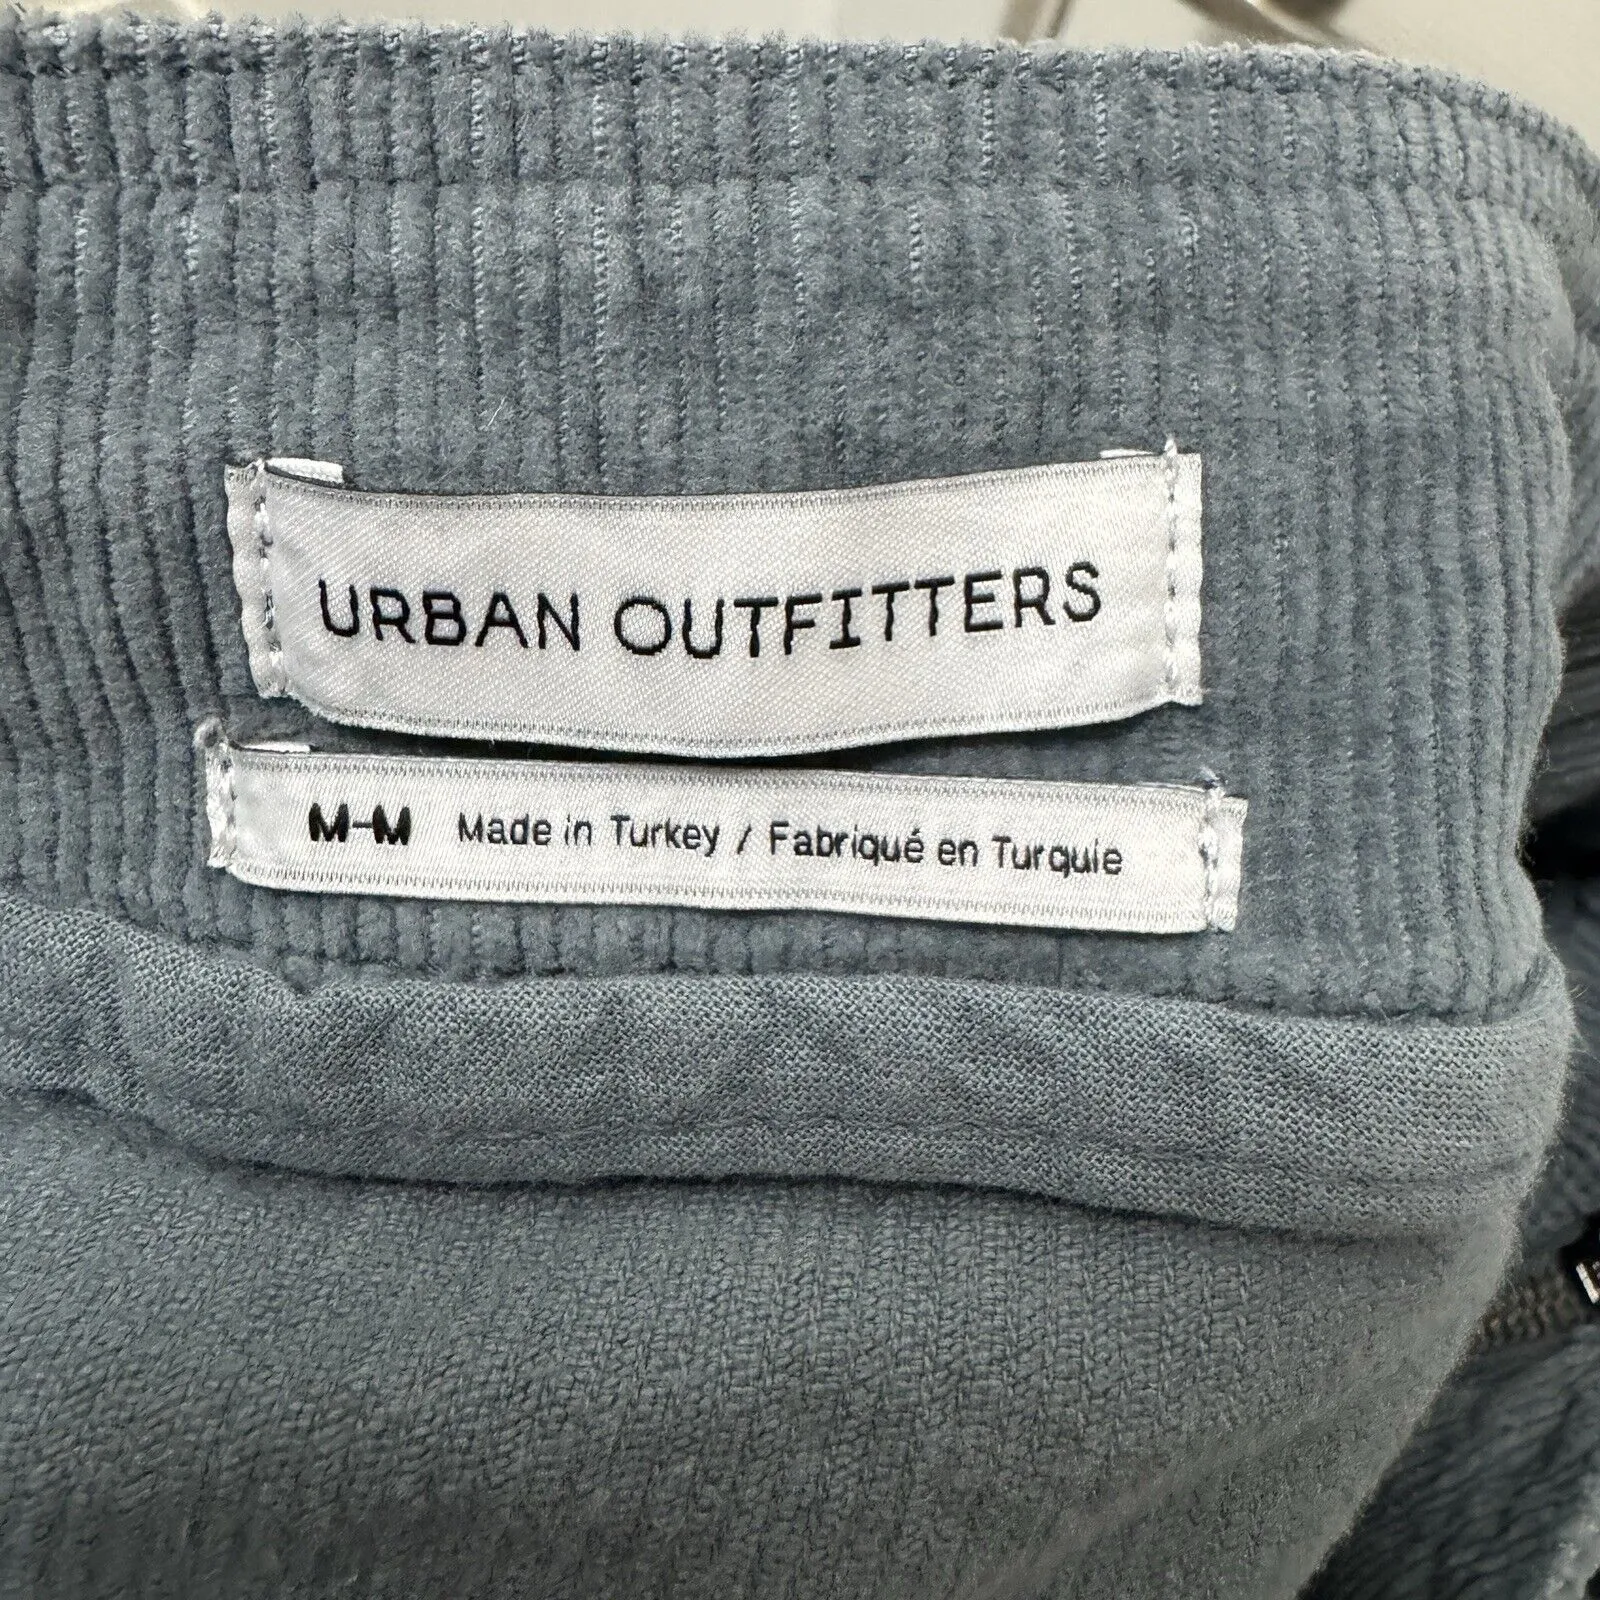 URBAN OUTFITTERS
M-M Made in Turkey / Fabriqué en Turquie